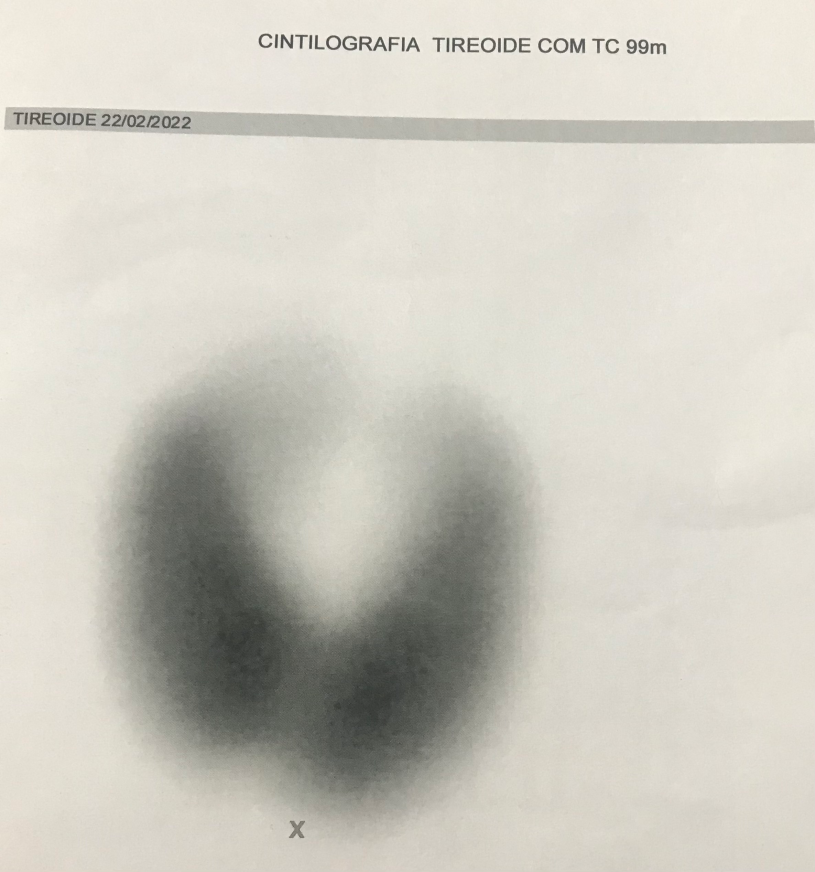 CINTILOGRAFIA TIREOIDE COM TC 99m
TIREOIDE 22/02/2022
X